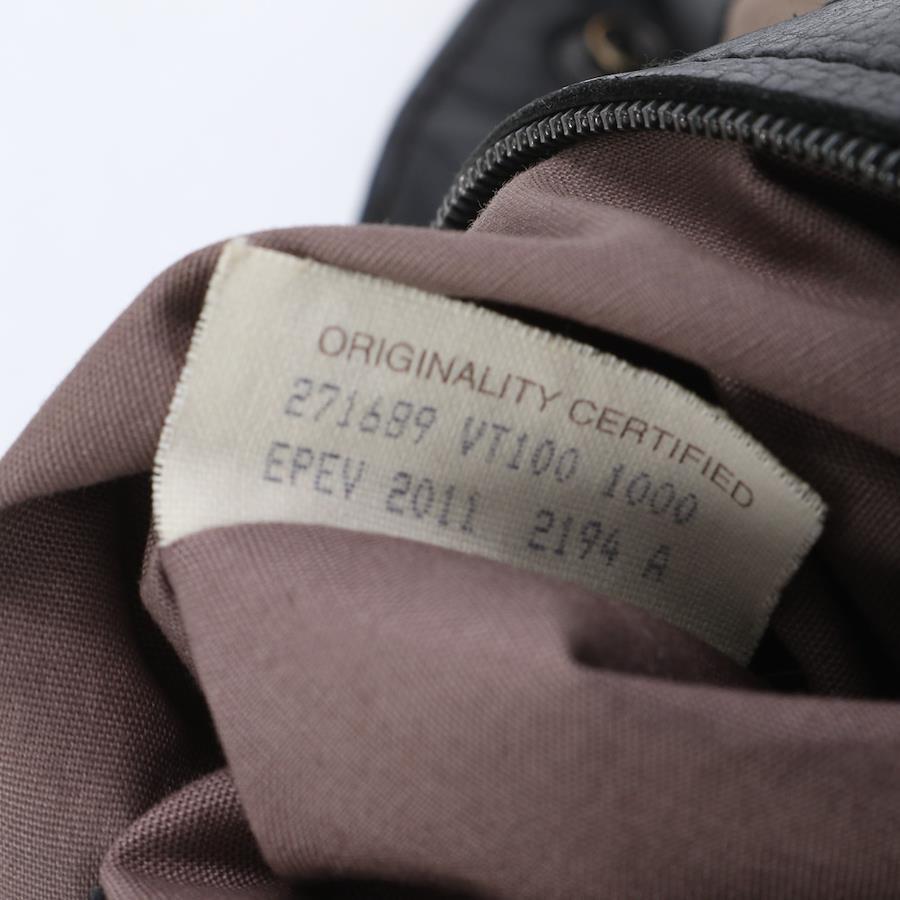 ORIGINALITY CERTIFIED
271689 VT100 1000
EPEV 2011 2194 A